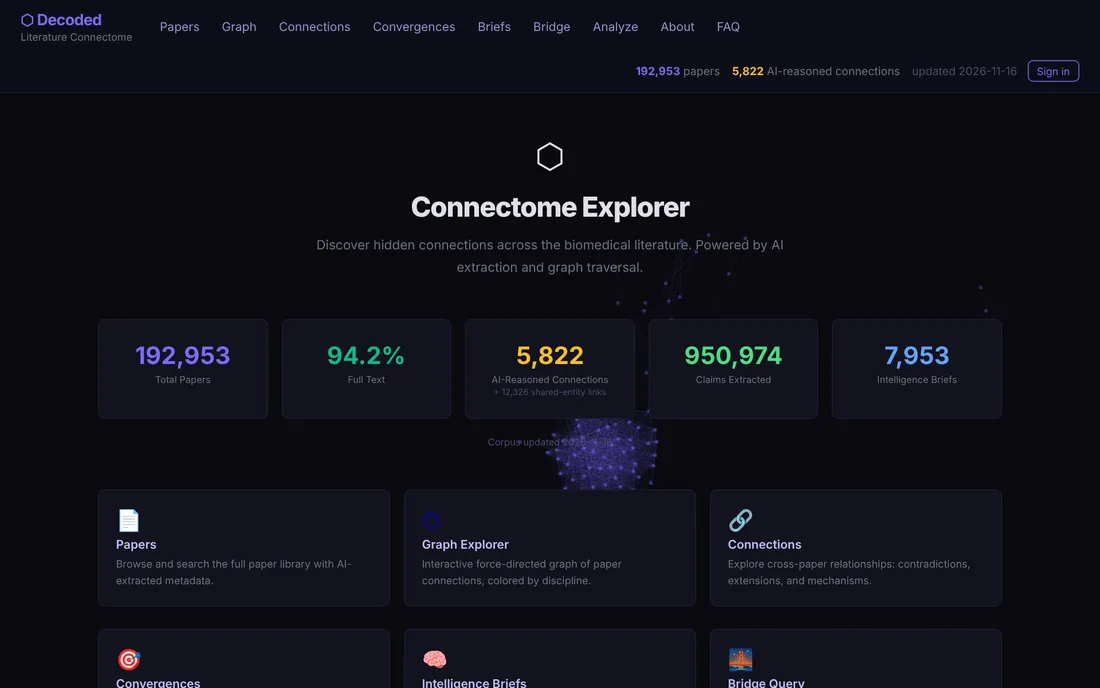 Decoded
Literature Connectome
Papers Graph Connections Convergences Briefs Bridge Analyze About FAQ
192,953 papers 5,822 AI-reasoned connections updated 2026-11-16 Sign in
Connectome Explorer
Discover hidden connections across the biomedical literature. Powered by AI
extraction and graph traversal.
192,953
Total Papers
94.2%
Full Text
5,822
AI-Reasoned Connections
+ 12,326 shared-entity links
950,974
Claims Extracted
7,953
Intelligence Briefs
Corpus updated
Papers
Browse and search the full paper library with AI-
extracted metadata.
Graph Explorer
Interactive force-directed graph of paper
connections, colored by discipline.
Connections
Explore cross-paper relationships: contradictions,
extensions, and mechanisms.
Convergences
Intelligence Briefs
Bridge Query